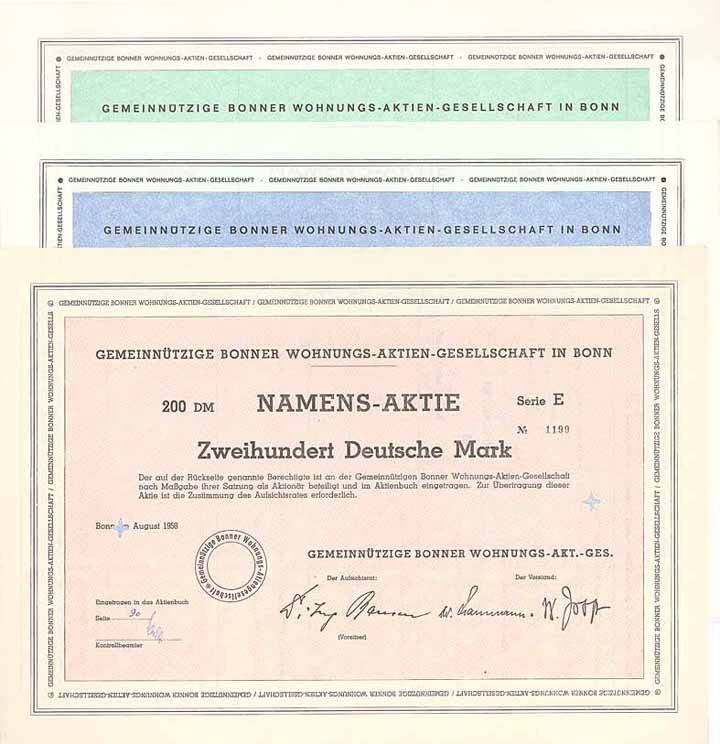 GEMEINNÜTZIGE BONNER WOHNUNGS-AKTIEN-GESELLSCHAFT - GEMEINNÜTZIGE BONNER WOHNUNGS-AKTIEN-GESELLSCHAFT - GEMEINNÜTZIGE BONNER WOHNUNGS-AKTIEN-GESELLSCHAFT
GEMEINNÜTZIGE BONNER WOHNUNGS-AKTIEN-GESELLSCHAFT IN BONN
GEMEINNÜTZIGE BONNER WOHNUNGS-AKTIEN-GESELLSCHAFT - GEMEINNÜTZIGE BONNER WOHNUNGS-AKTIEN-GESELLSCHAFT - GEMEINNÜTZIGE BONNER WOHNUNGS-AKTIEN-GESELLSCHAFT
GEMEINNÜTZIGE BONNER WOHNUNGS-AKTIEN-GESELLSCHAFT IN BONN
GEMEINNÜTZIGE BONNER WOHNUNGS-AKTIEN-GESELLSCHAFT / GEMEINNÜTZIGE BONNER WOHNUNGS-AKTIEN-GESELLSCHAFT / GEMEINNÜTZIGE BONNER WOHNUNGS-AKTIEN-GESELLSCHAFT
GEMEINNÜTZIGE BONNER WOHNUNGS-AKTIEN-GESELLSCHAFT IN BONN
200 DM NAMENS-AKTIE Serie E
№ 1199
Zweihundert Deutsche Mark
Der auf der Rückseite genannte Berechtigte ist an der Gemeinnützigen Bonner Wohnungs-Aktien-Gesellschaft
nach Maßgabe ihrer Satzung als Aktionär beteiligt und im Aktienbuch eingetragen. Zur Übertragung dieser
Aktie ist die Zustimmung des Aufsichtsrates erforderlich.
Bonn August 1958
Gemeinnützige Bonner Wohnungs-Aktiengesellschaft
GEMEINNÜTZIGE BONNER WOHNUNGS-AKT.-GES.
Der Aufsichtsrat: Der Vorstand:
Eingetragen in das Aktienbuch
Seite 90
(Vorsitzer)
Kontrollbeamter